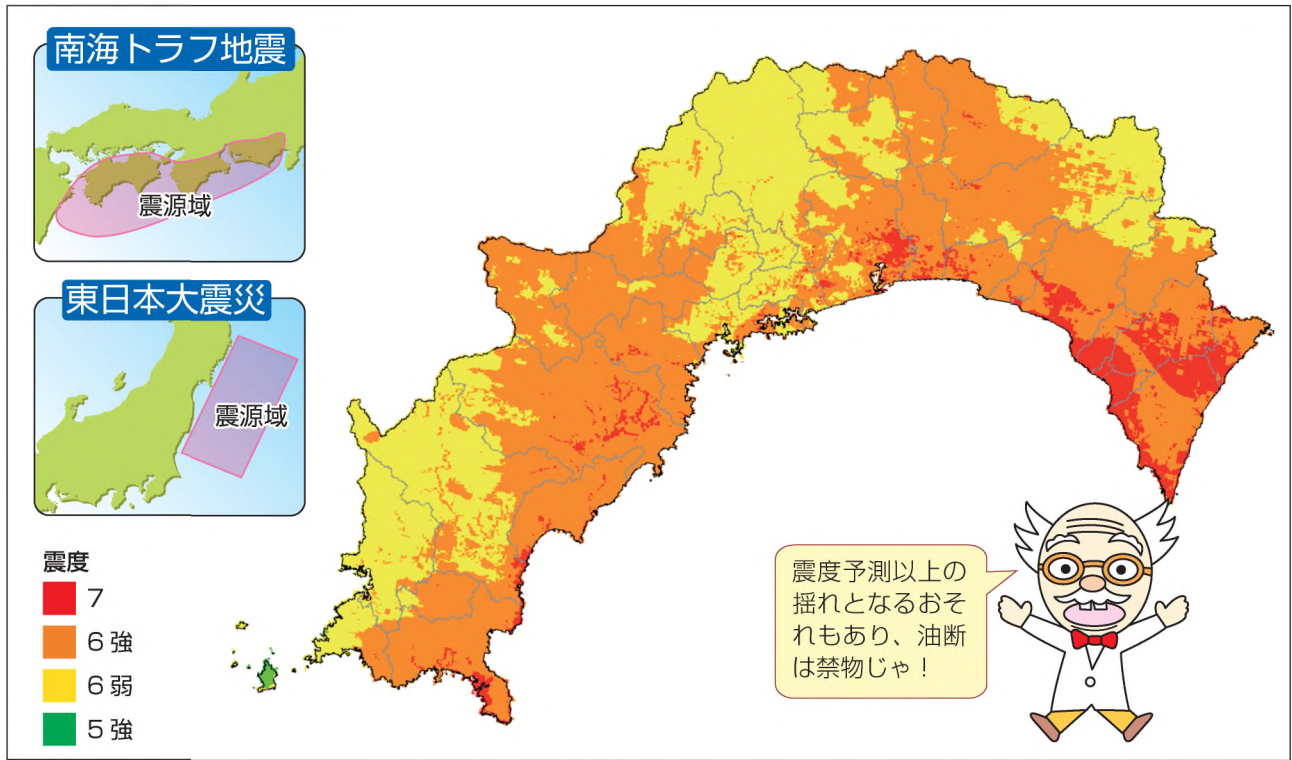 南海トラフ地震
震源域
東日本大震災
震源域
震度
7
6強
6弱
5強
震度予測以上の
揺れとなるおそ
れもあり、油断
は禁物じゃ！